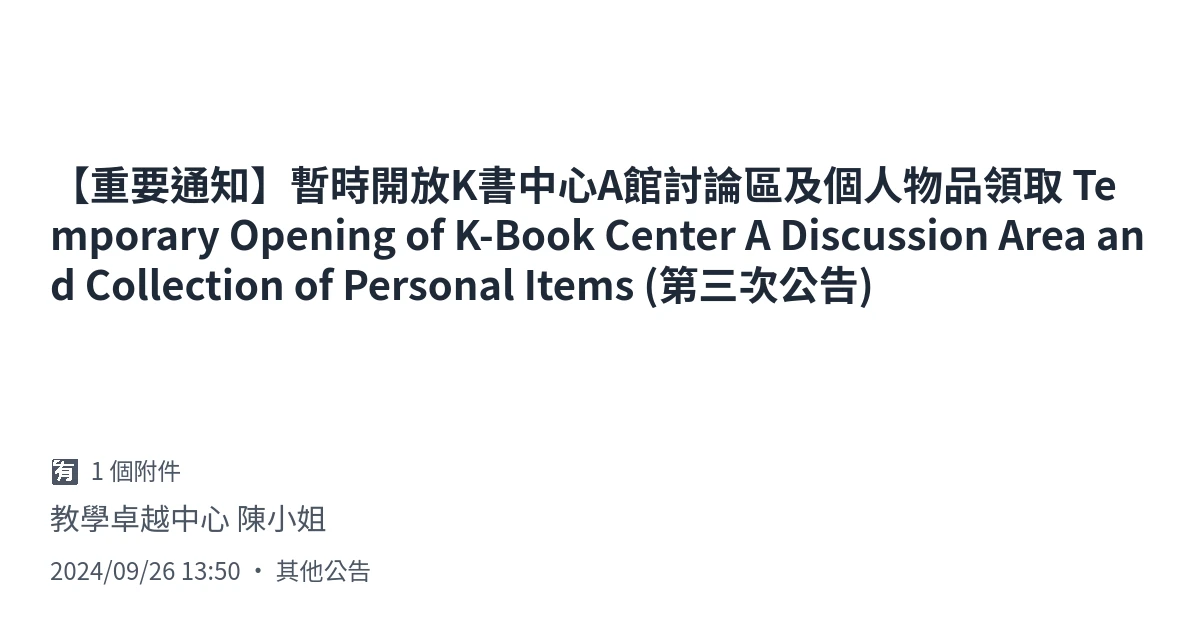 【重要通知】暫時開放K書中心A館討論區及個人物品領取 Te
mporary Opening of K-Book Center A Discussion Area an
d Collection of Personal Items (第三次公告)
有 1 個附件
教學卓越中心 陳小姐
2024/09/26 13:50 • 其他公告